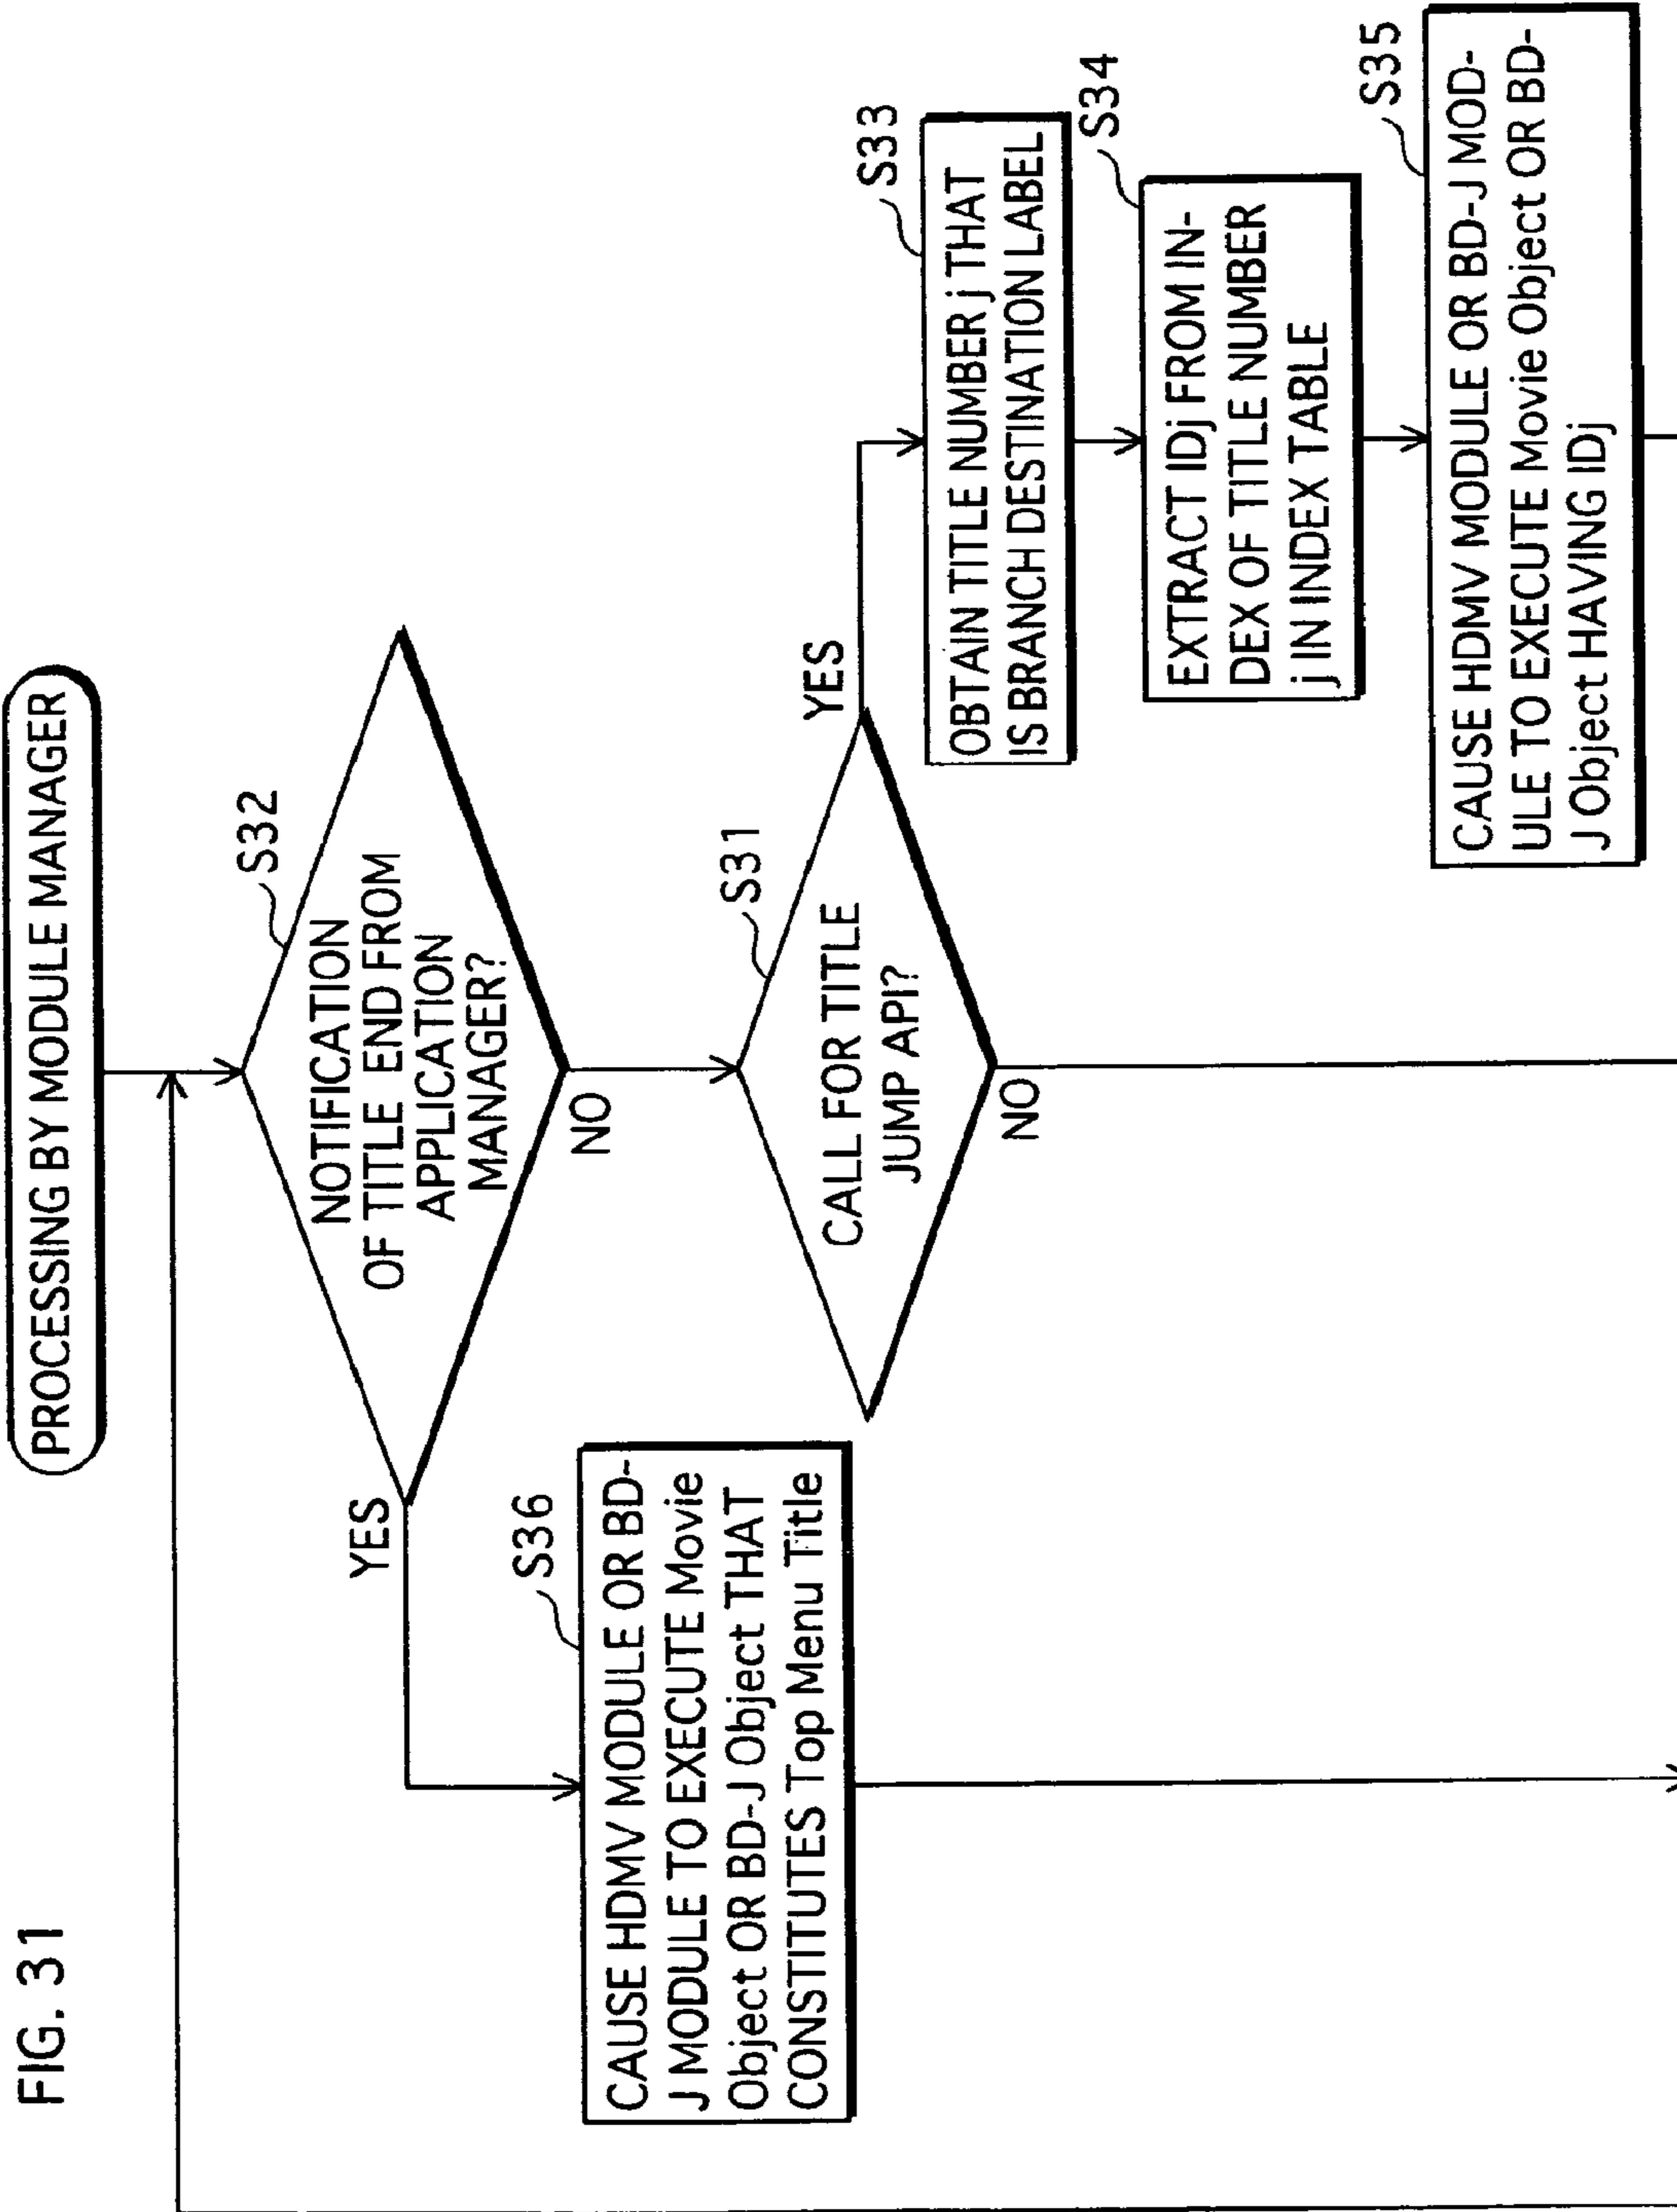 FIG. 31
PROCESSING BY MODULE MANAGER
S32
NOTIFICATION
OF TITLE END FROM
APPLICATION
MANAGER?
YES
NO
S36
CAUSE HDMV MODULE OR BD-
J MODULE TO EXECUTE Movie
Object OR BD-J Object THAT
CONSTITUTES Top Menu Title
S31
CALL FOR TITLE
JUMP API?
YES
NO
S33
OBTAIN TITLE NUMBER j THAT
IS BRANCH DESTINATION LABEL
S34
EXTRACT IDj FROM IN-
DEX OF TITLE NUMBER
j IN INDEX TABLE
S35
CAUSE HDMV MODULE OR BD-J MOD-
ULE TO EXECUTE Movie Object OR BD-
J Object HAVING IDj